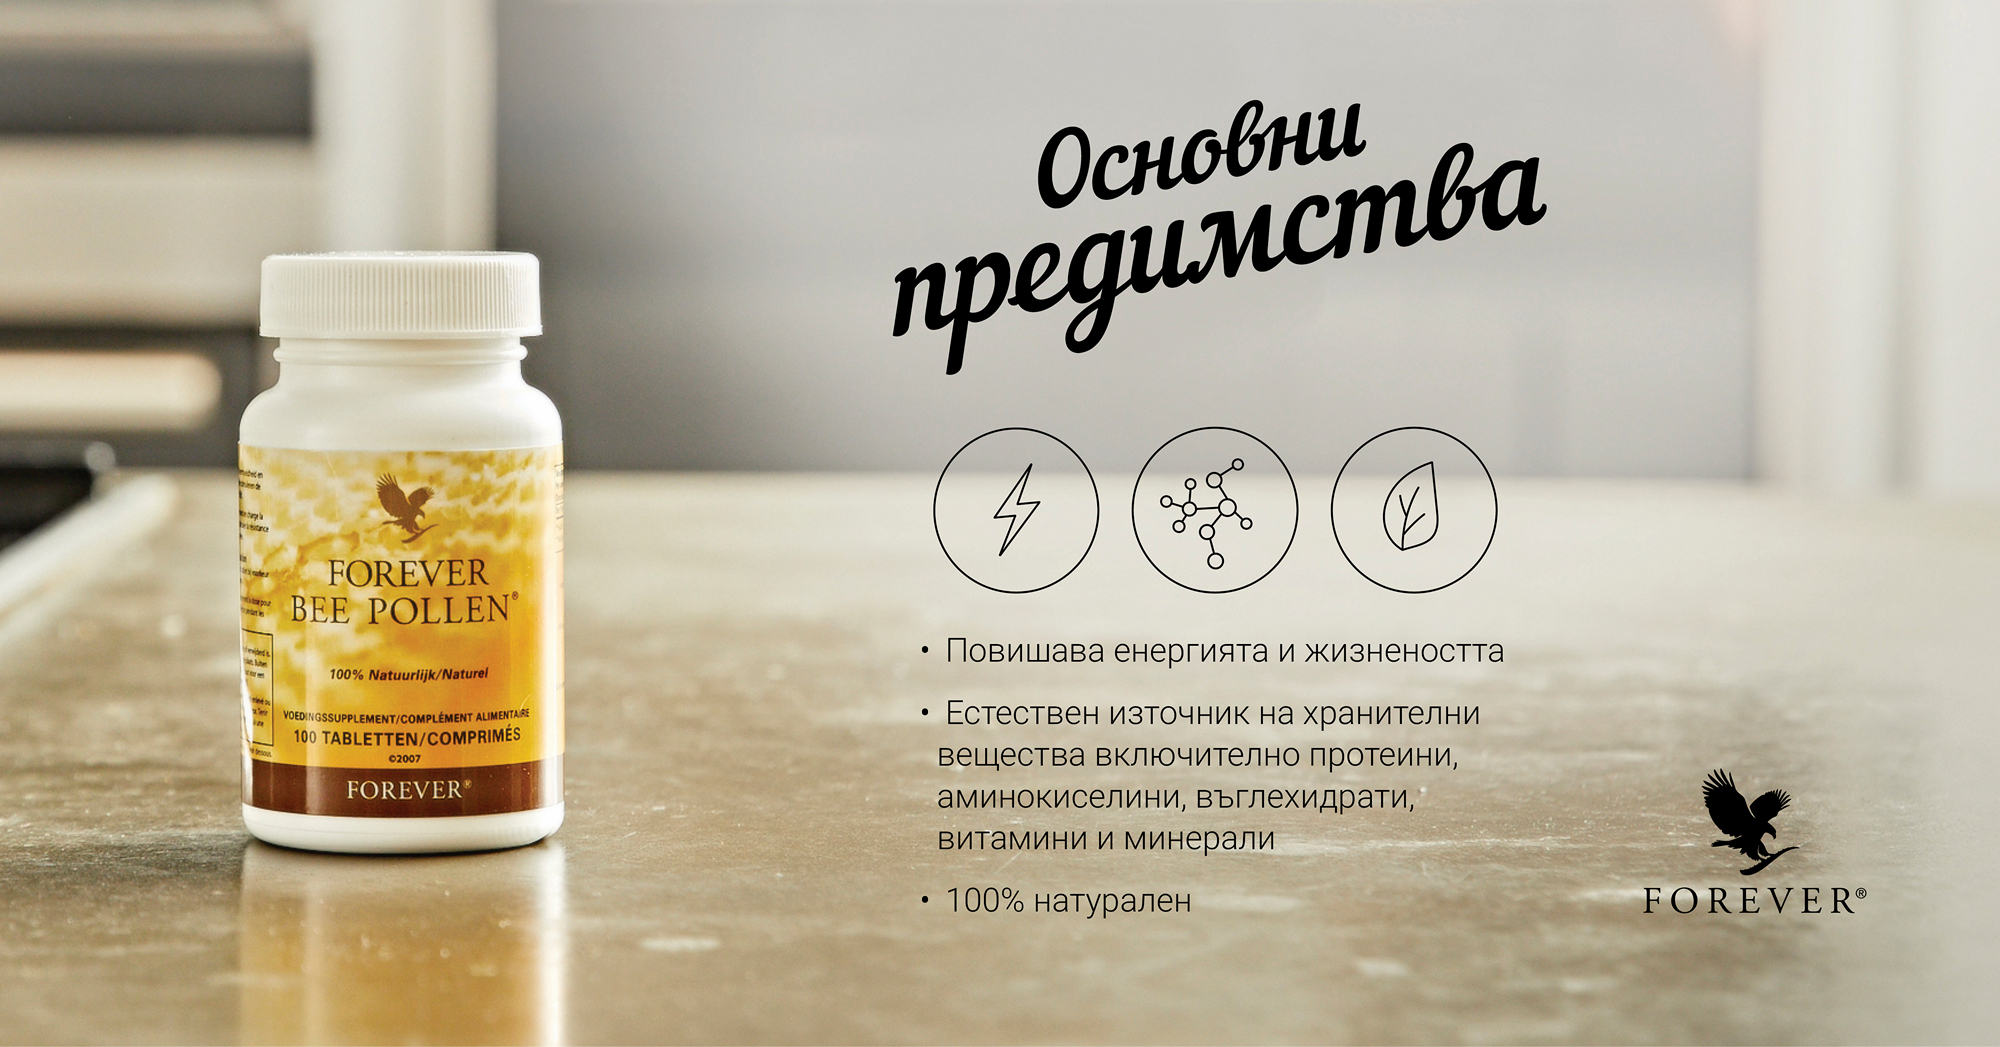 Основни
предимства
FOREVER
BEE POLLEN®
100% Natuurlijk/Naturel
VOEDINGSSUPPLEMENT/COMPLÉMENT ALIMENTAIRE
100 TABLETTEN/COMPRIMÉS
©2007
FOREVER®
• Повишава енергията и жизнеността
• Естествен източник на хранителни
вещества включително протеини,
аминокиселини, въглехидрати,
витамини и минерали
• 100% натурален
FOREVER®